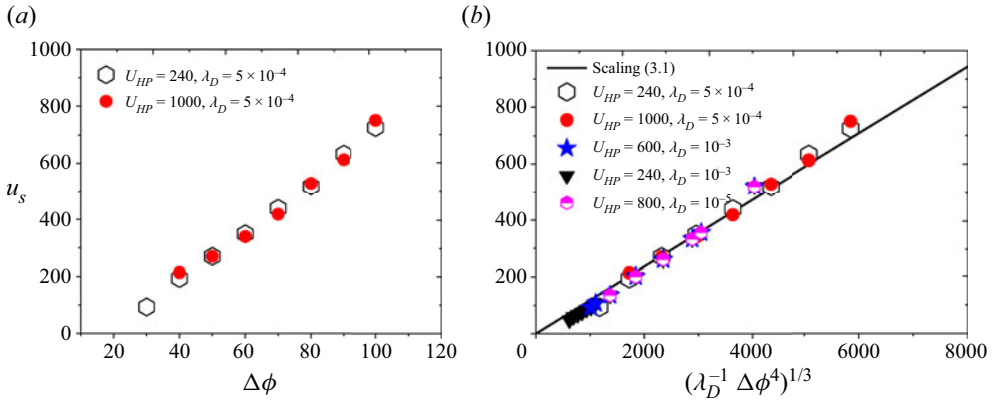 (a)
1000
800
600
400
200
0
u_s
U_HP = 240, λ_D = 5 × 10⁻⁴
U_HP = 1000, λ_D = 5 × 10⁻⁴
20 40 60 80 100 120
Δϕ
(b)
1000
800
600
400
200
0
Scaling (3.1)
U_HP = 240, λ_D = 5 × 10⁻⁴
U_HP = 1000, λ_D = 5 × 10⁻⁴
U_HP = 600, λ_D = 10⁻³
U_HP = 240, λ_D = 10⁻³
U_HP = 800, λ_D = 10⁻⁵
0 2000 4000 6000 8000
(λ_D⁻¹ Δϕ⁴)^1/3